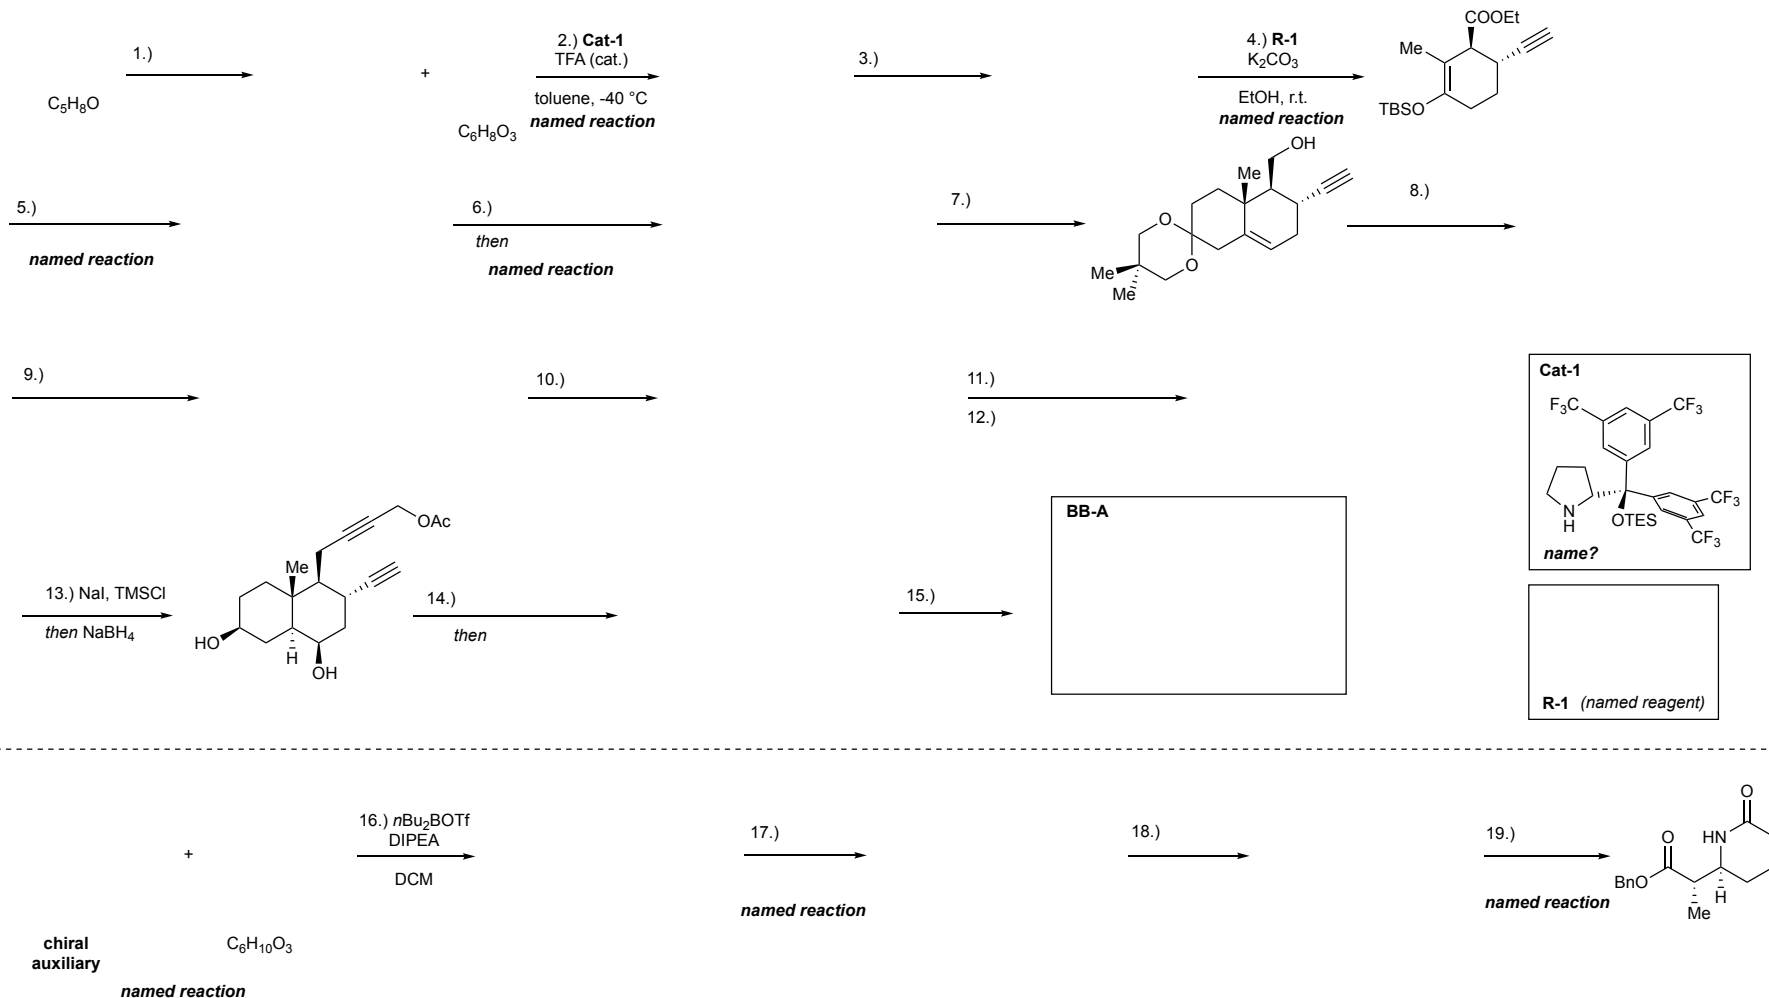 1.)
C5H8O
+
C6H8O3
2.) Cat-1
TFA (cat.)
toluene, -40 °C
named reaction
3.)
4.) R-1
K2CO3
EtOH, r.t.
named reaction
COOEt
Me
TBSO
5.)
named reaction
6.)
then
named reaction
7.)
OH
Me
O
O
Me
Me
8.)
9.)
10.)
11.)
12.)
Cat-1
F3C
CF3
CF3
N
H
OTES
CF3
name?
13.) NaI, TMSCl
then NaBH4
OAc
Me
HO
H
OH
14.)
then
15.)
BB-A
R-1 (named reagent)
chiral
auxiliary
+
C6H10O3
named reaction
16.) nBu2BOTf
DIPEA
DCM
17.)
named reaction
18.)
19.)
named reaction
O
HN
O
BnO
H
Me